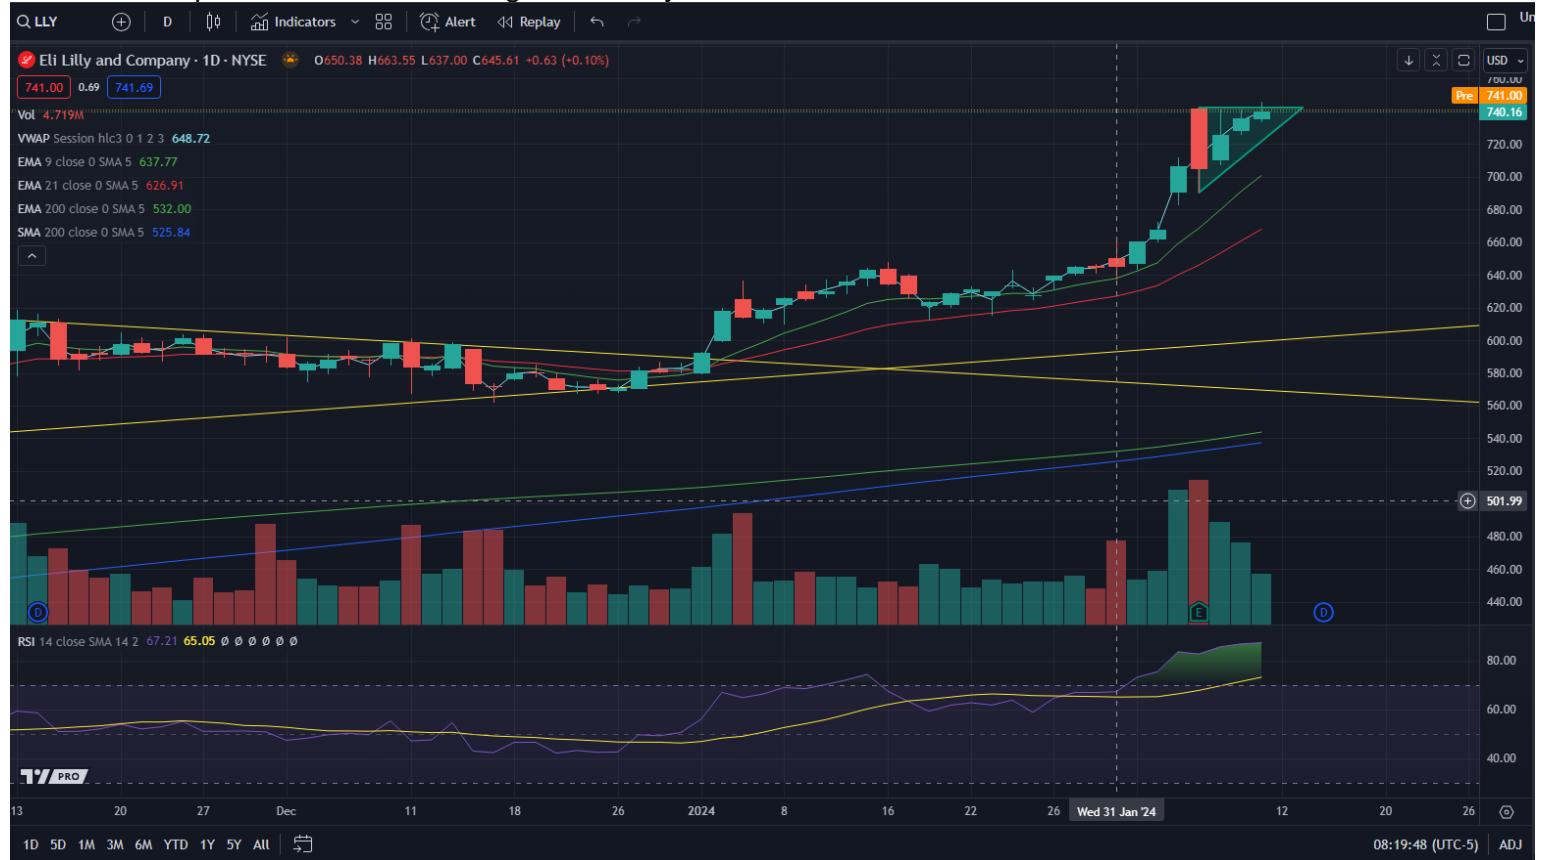 LLY D Indicators Alert Replay Un
Eli Lilly and Company · 1D · NYSE O650.38 H663.55 L637.00 C645.61 +0.63 (+0.10%) USD
741.00 0.69 741.69
Vol 4.719M
VWAP Session hlc3 0 1 2 3 648.72
EMA 9 close 0 SMA 5 637.77
EMA 21 close 0 SMA 5 626.91
EMA 200 close 0 SMA 5 532.00
SMA 200 close 0 SMA 5 525.84
760.00
Pre 741.00
740.16
720.00
700.00
680.00
660.00
640.00
620.00
600.00
580.00
560.00
540.00
520.00
501.99
480.00
460.00
440.00
D E D
RSI 14 close SMA 14 2 67.21 65.05 Ø Ø Ø Ø Ø Ø
80.00
60.00
40.00
PRO
13 20 27 Dec 11 18 26 2024 8 16 22 26 Wed 31 Jan '24 12 20 26
1D 5D 1M 3M 6M YTD 1Y 5Y All 08:19:48 (UTC-5) ADJ